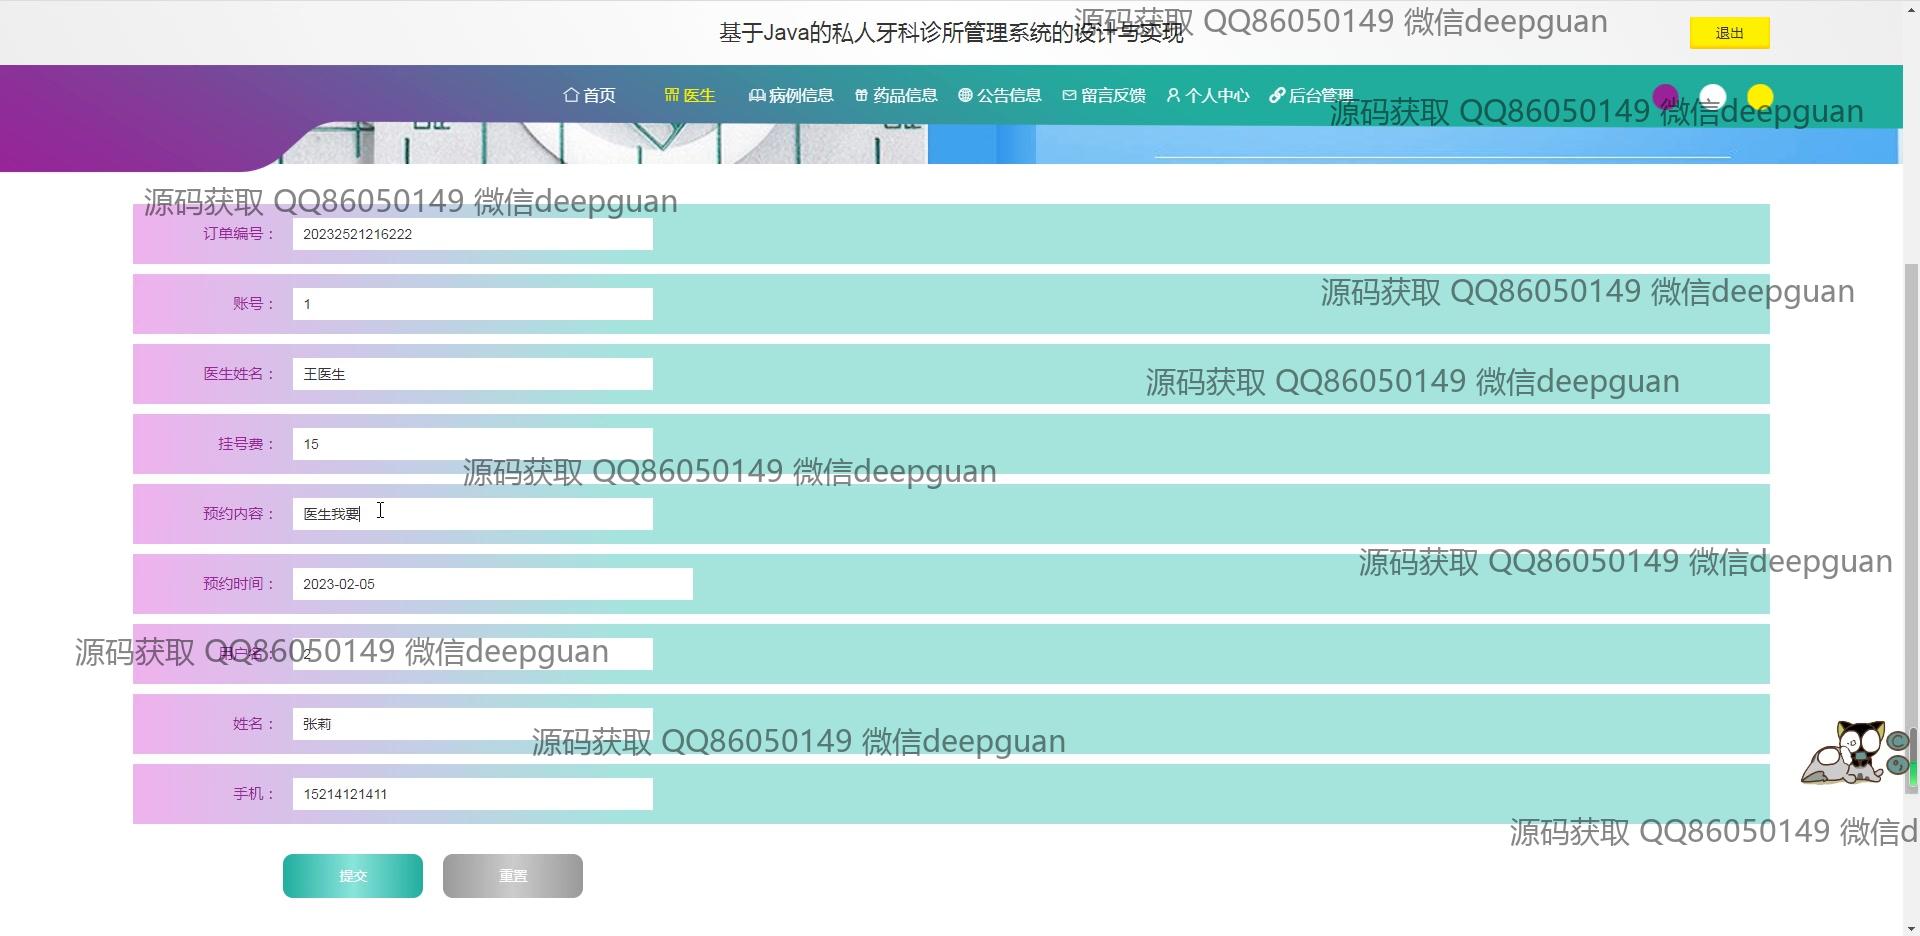 基于Java的私人牙科诊所管理系统的设计与实现
源码获取 QQ86050149 微信deepguan
退出
首页 医生 病例信息 药品信息 公告信息 留言反馈 个人中心 后台管理
源码获取 QQ86050149 微信deepguan
源码获取 QQ86050149 微信deepguan
订单编号： 20232521216222
源码获取 QQ86050149 微信deepguan
账号： 1
医生姓名： 王医生
源码获取 QQ86050149 微信deepguan
挂号费： 15
源码获取 QQ86050149 微信deepguan
预约内容： 医生我要
源码获取 QQ86050149 微信deepguan
预约时间： 2023-02-05
源码获取 QQ86050149 微信deepguan
用户名： 2
姓名： 张莉
源码获取 QQ86050149 微信deepguan
手机： 15214121411
源码获取 QQ86050149 微信d
提交 重置